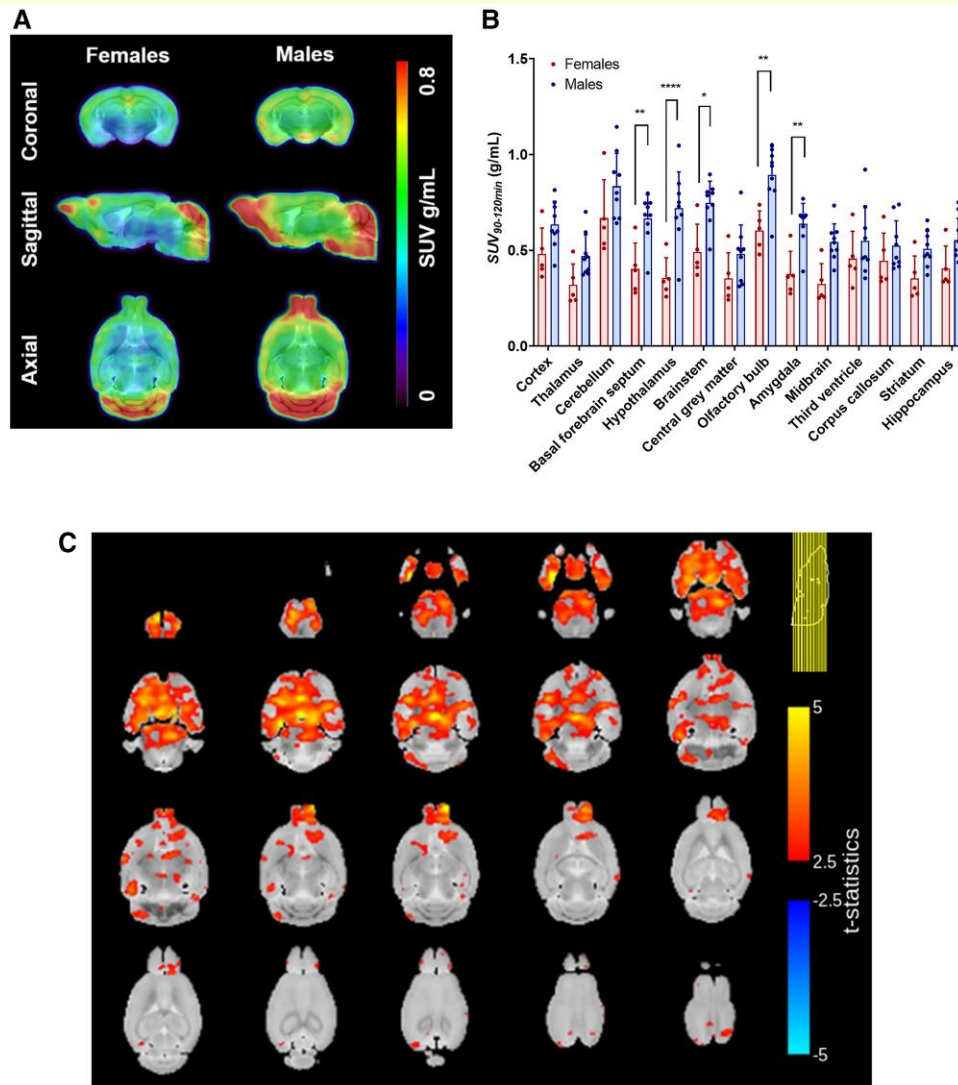 A
Females Males
Coronal
Sagittal
Axial
0.8
SUV g/mL
0
B
1.5
1.0
0.5
0.0
SUV90-120min (g/mL)
Females
Males
**
****
*
**
**
Cortex
Thalamus
Cerebellum
Basal forebrain septum
Hypothalamus
Brainstem
Central grey matter
Olfactory bulb
Amygdala
Midbrain
Third ventricle
Corpus callosum
Striatum
Hippocampus
C
5
2.5
-2.5
-5
t-statistics